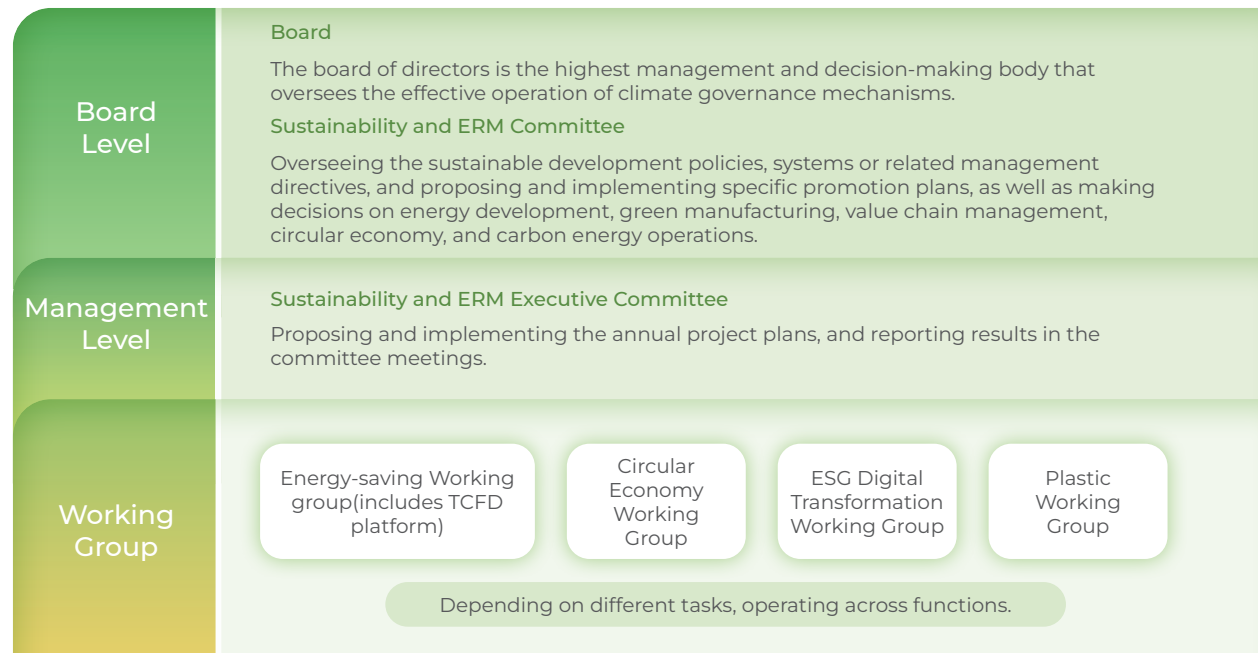 Board
Level
Board
The board of directors is the highest management and decision-making body that
oversees the effective operation of climate governance mechanisms.
Sustainability and ERM Committee
Overseeing the sustainable development policies, systems or related management
directives, and proposing and implementing specific promotion plans, as well as making
decisions on energy development, green manufacturing, value chain management,
circular economy, and carbon energy operations.
Management
Level
Sustainability and ERM Executive Committee
Proposing and implementing the annual project plans, and reporting results in the
committee meetings.
Working
Group
Energy-saving Working
group(includes TCFD
platform)
Circular
Economy
Working
Group
ESG Digital
Transformation
Working Group
Plastic
Working
Group
Depending on different tasks, operating across functions.